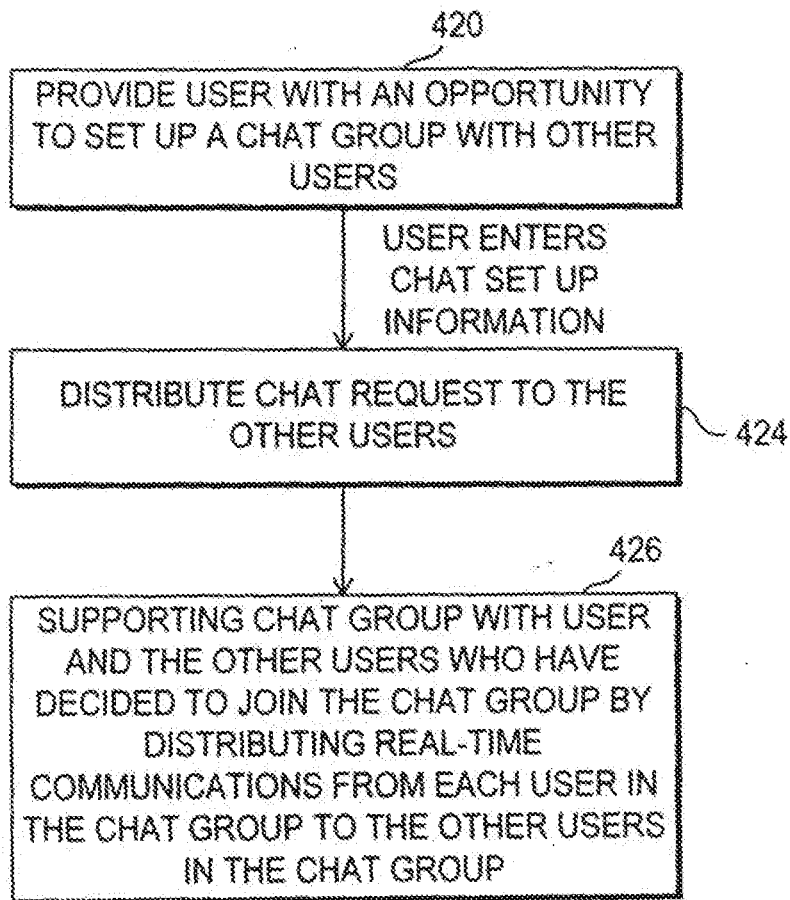 420
PROVIDE USER WITH AN OPPORTUNITY
TO SET UP A CHAT GROUP WITH OTHER
USERS
USER ENTERS
CHAT SET UP
INFORMATION
DISTRIBUTE CHAT REQUEST TO THE
OTHER USERS
424
426
SUPPORTING CHAT GROUP WITH USER
AND THE OTHER USERS WHO HAVE
DECIDED TO JOIN THE CHAT GROUP BY
DISTRIBUTING REAL-TIME
COMMUNICATIONS FROM EACH USER IN
THE CHAT GROUP TO THE OTHER USERS
IN THE CHAT GROUP